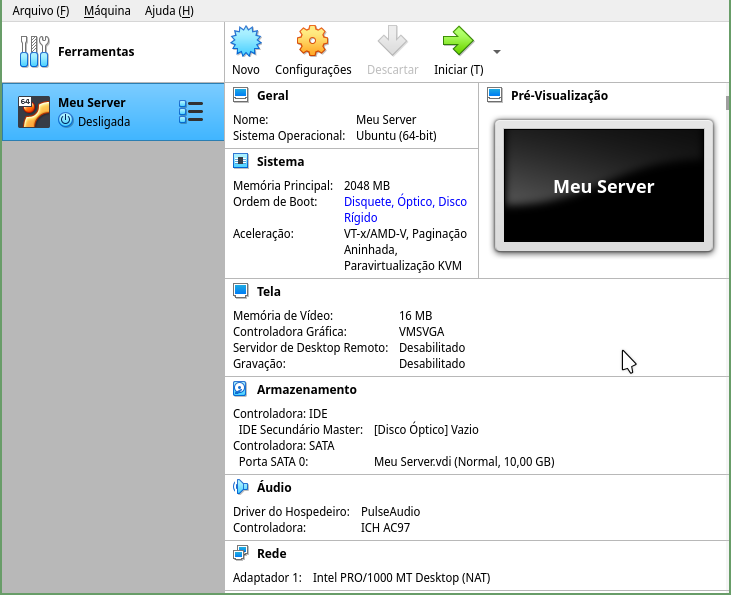 Arquivo (F) Máquina Ajuda (H)
Ferramentas
Novo Configurações Descartar Iniciar (T)
64
Meu Server
Desligada
Geral
Nome: Meu Server
Sistema Operacional: Ubuntu (64-bit)
Pré-Visualização
Meu Server
Sistema
Memória Principal: 2048 MB
Ordem de Boot: Disquete, Óptico, Disco
Rígido
Aceleração: VT-x/AMD-V, Paginação
Aninhada,
Paravirtualização KVM
Tela
Memória de Vídeo: 16 MB
Controladora Gráfica: VMSVGA
Servidor de Desktop Remoto: Desabilitado
Gravação: Desabilitado
Armazenamento
Controladora: IDE
IDE Secundário Master: [Disco Óptico] Vazio
Controladora: SATA
Porta SATA 0: Meu Server.vdi (Normal, 10,00 GB)
Áudio
Driver do Hospedeiro: PulseAudio
Controladora: ICH AC97
Rede
Adaptador 1: Intel PRO/1000 MT Desktop (NAT)